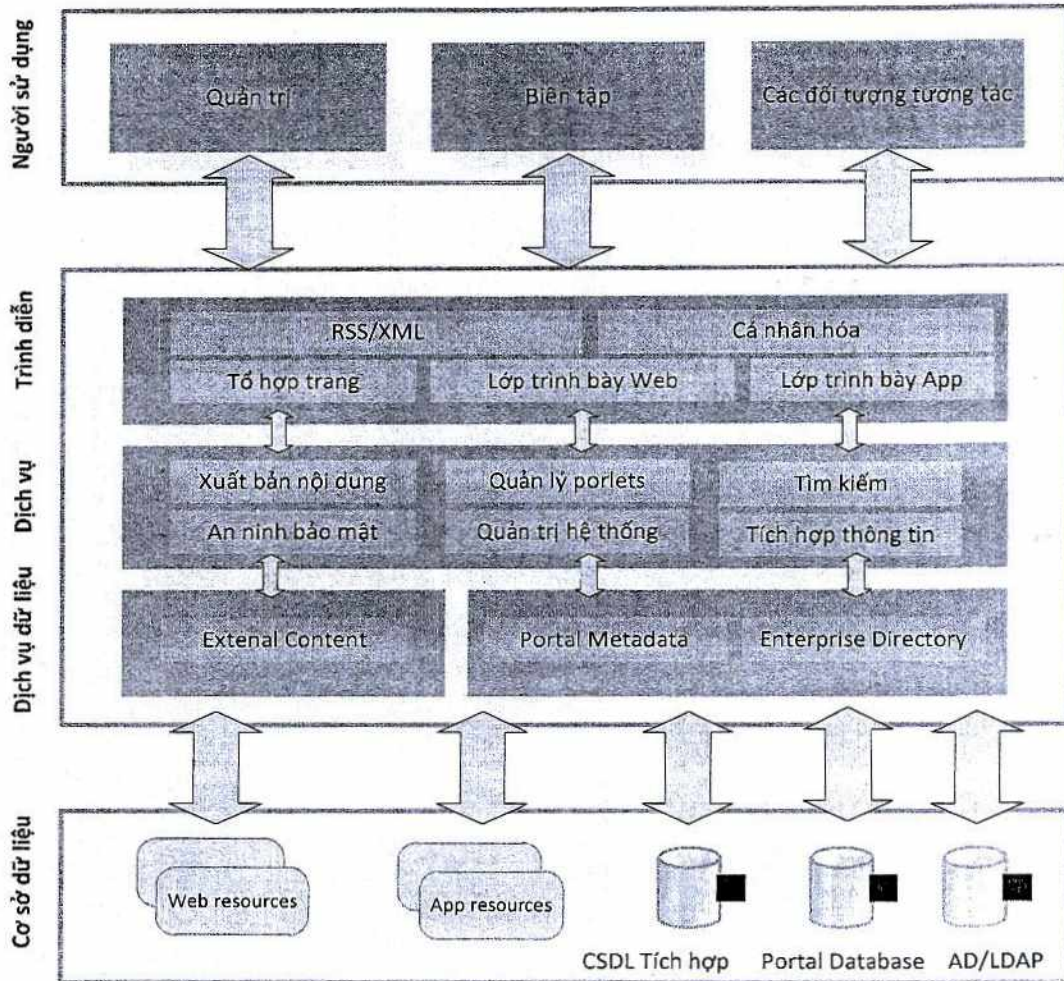 Người sử dụng
Quản trị
Biên tập
Các đối tượng tương tác
Trình diễn
RSS/XML
Cá nhân hóa
Tổ hợp trang
Lớp trình bày Web
Lớp trình bày App
Dịch vụ
Xuất bản nội dung
Quản lý porlets
Tìm kiếm
An ninh bảo mật
Quản trị hệ thống
Tích hợp thông tin
Dịch vụ dữ liệu
Extenal Content
Portal Metadata
Enterprise Directory
Cơ sở dữ liệu
Web resources
App resources
CSDL Tích hợp
Portal Database
AD/LDAP